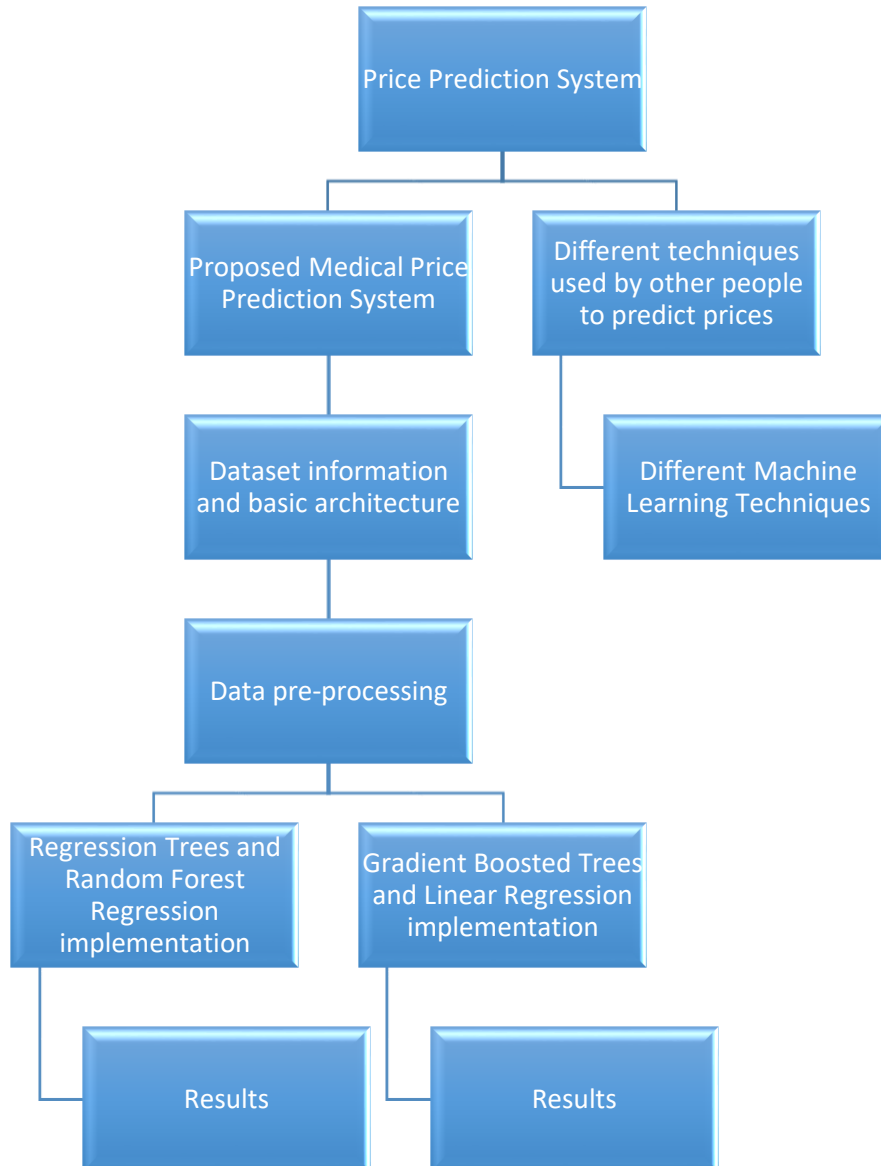 Price Prediction System
Proposed Medical Price
Prediction System
Different techniques
used by other people
to predict prices
Dataset information
and basic architecture
Different Machine
Learning Techniques
Data pre-processing
Regression Trees and
Random Forest
Regression
implementation
Gradient Boosted Trees
and Linear Regression
implementation
Results
Results